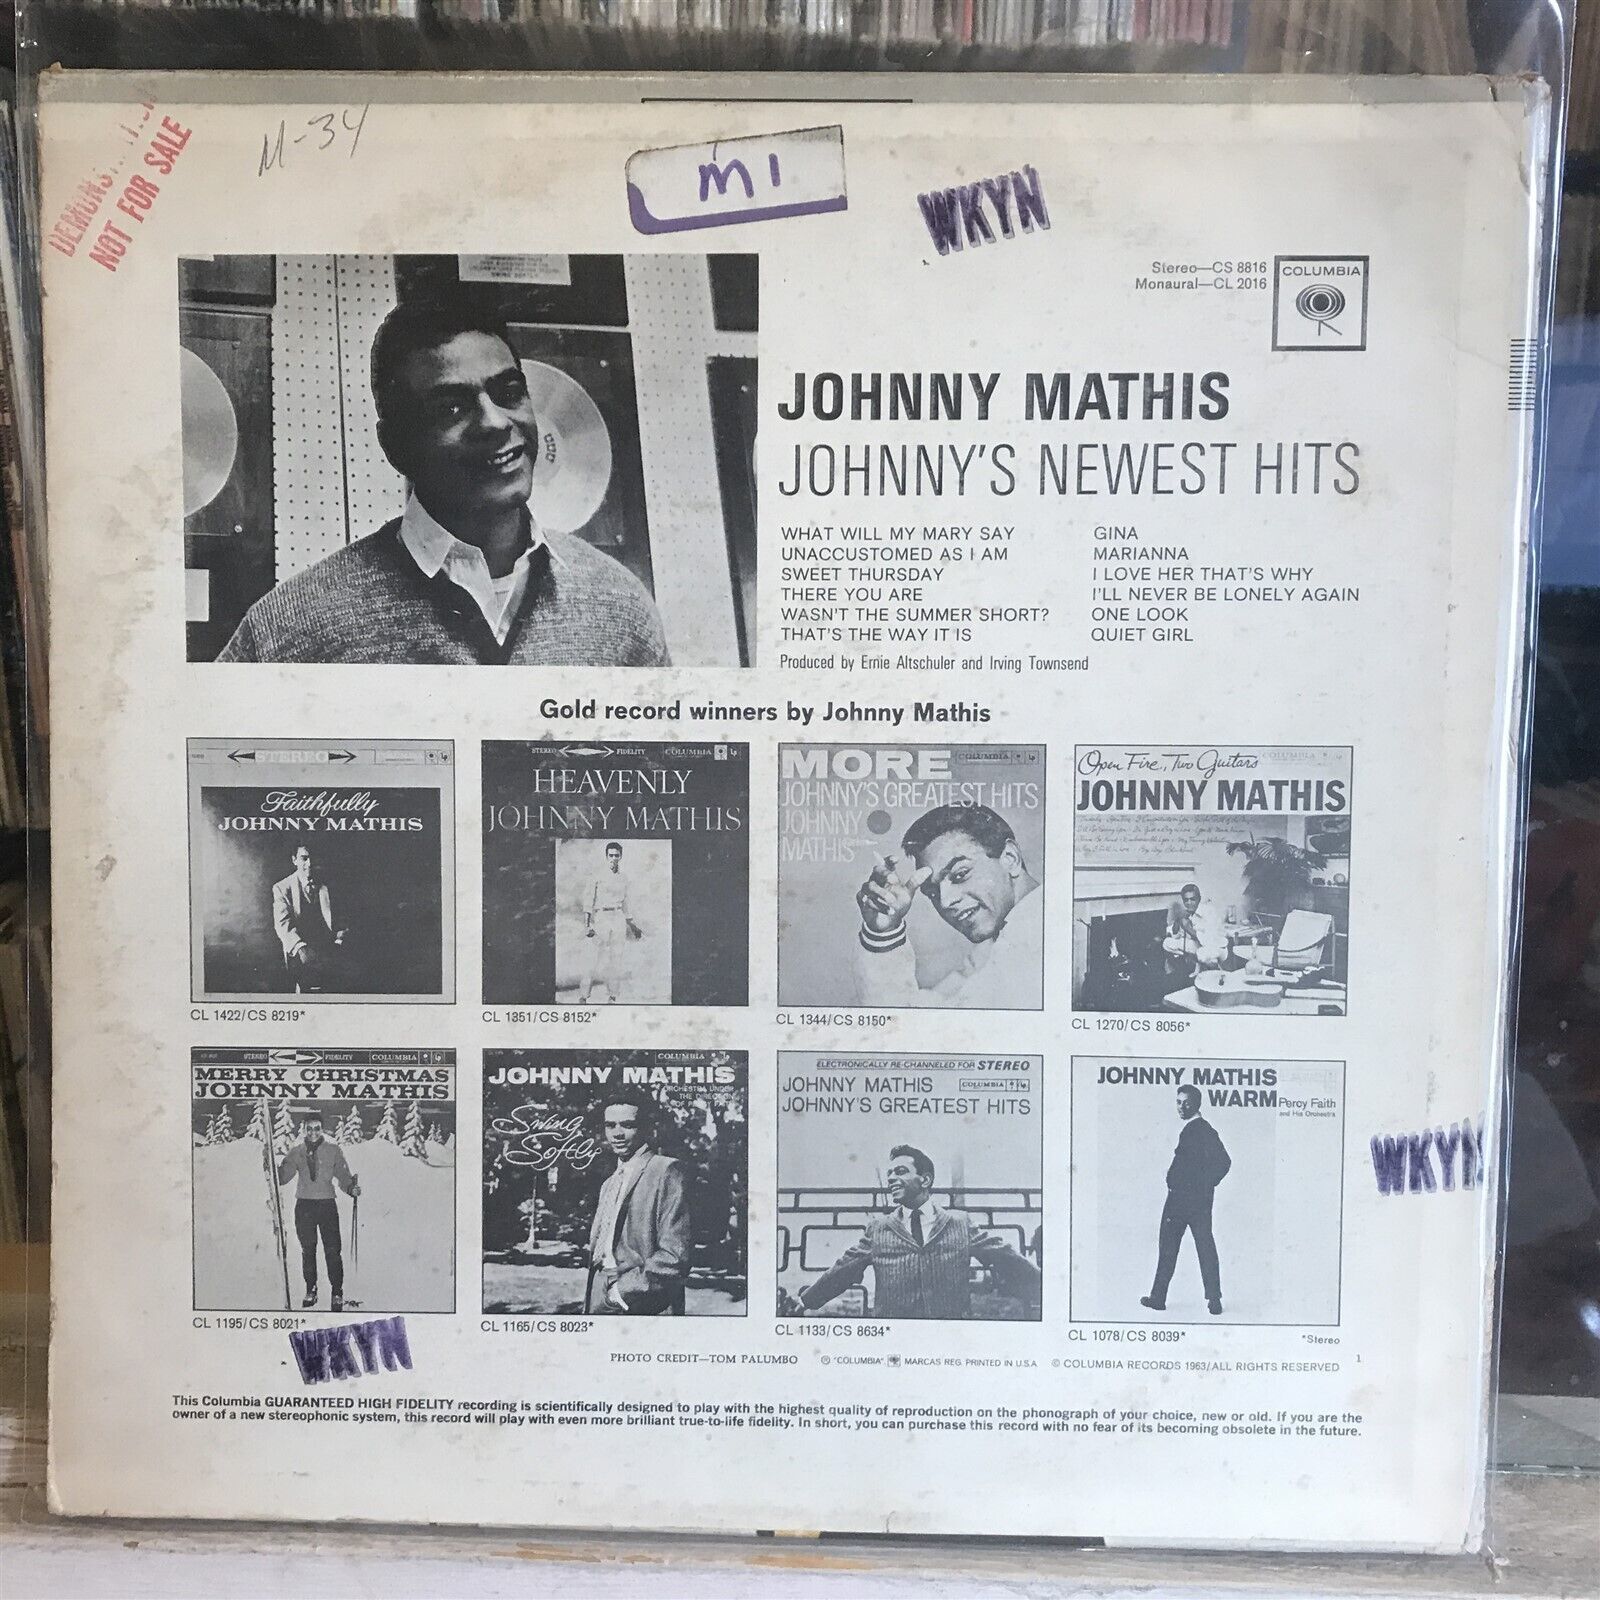 NOT FOR SALE
M-34
M1
WKYN
Stereo—CS 8816
Monaural—CL 2016
COLUMBIA
JOHNNY MATHIS
JOHNNY'S NEWEST HITS
WHAT WILL MY MARY SAY
UNACCUSTOMED AS I AM
SWEET THURSDAY
THERE YOU ARE
WASN'T THE SUMMER SHORT?
THAT'S THE WAY IT IS
GINA
MARIANNA
I LOVE HER THAT'S WHY
I'LL NEVER BE LONELY AGAIN
ONE LOOK
QUIET GIRL
Produced by Ernie Altschuler and Irving Townsend
Gold record winners by Johnny Mathis
STEREO
Faithfully
JOHNNY MATHIS
CL 1422/CS 8219*
STEREO FIDELITY COLUMBIA
HEAVENLY
JOHNNY MATHIS
CL 1351/CS 8152*
COLUMBIA
MORE
JOHNNY'S GREATEST HITS
JOHNNY
MATHIS
CL 1344/CS 8150*
Open Fire, Two Guitars
COLUMBIA
JOHNNY MATHIS
CL 1270/CS 8056*
STEREO FIDELITY COLUMBIA
MERRY CHRISTMAS
JOHNNY MATHIS
CL 1195/CS 8021*
COLUMBIA
JOHNNY MATHIS
ORCHESTRA UNDER
THE DIRECTION
OF PERCY FAITH
Swing
Softly
CL 1165/CS 8023*
ELECTRONICALLY RE-CHANNELED FOR STEREO
JOHNNY MATHIS COLUMBIA
JOHNNY'S GREATEST HITS
CL 1133/CS 8634*
JOHNNY MATHIS
WARM Percy Faith
and His Orchestra
CL 1078/CS 8039*
*Stereo
WKYN
WKYN
PHOTO CREDIT—TOM PALUMBO ® "COLUMBIA", MARCAS REG. PRINTED IN U.S.A. © COLUMBIA RECORDS 1963/ALL RIGHTS RESERVED 1
This Columbia GUARANTEED HIGH FIDELITY recording is scientifically designed to play with the highest quality of reproduction on the phonograph of your choice, new or old. If you are the
owner of a new stereophonic system, this record will play with even more brilliant true-to-life fidelity. In short, you can purchase this record with no fear of its becoming obsolete in the future.